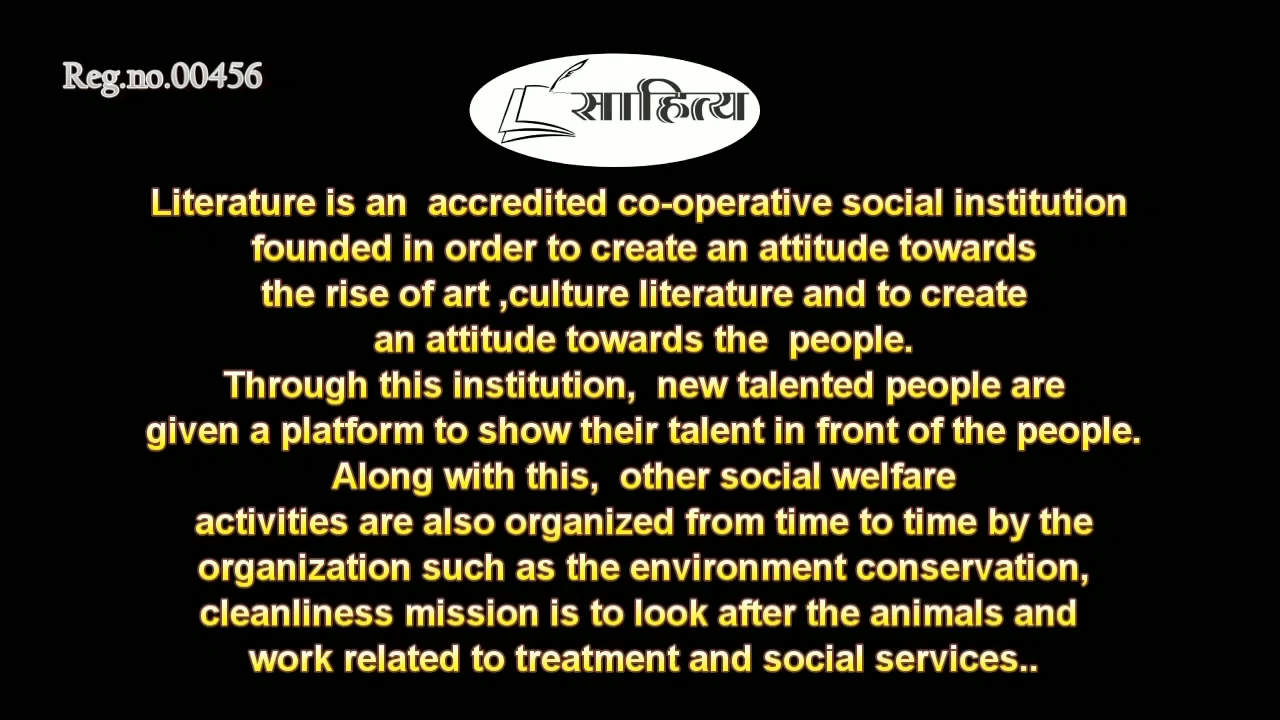 Reg.no.00456
साहित्य
Literature is an accredited co-operative social institution
founded in order to create an attitude towards
the rise of art ,culture literature and to create
an attitude towards the people.
Through this institution, new talented people are
given a platform to show their talent in front of the people.
Along with this, other social welfare
activities are also organized from time to time by the
organization such as the environment conservation,
cleanliness mission is to look after the animals and
work related to treatment and social services..